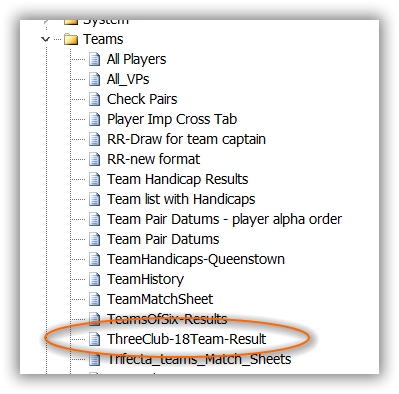 System
Teams
All Players
All_VPs
Check Pairs
Player Imp Cross Tab
RR-Draw for team captain
RR-new format
Team Handicap Results
Team list with Handicaps
Team Pair Datums - player alpha order
Team Pair Datums
TeamHandicaps-Queenstown
TeamHistory
TeamMatchSheet
TeamsOfSix-Results
ThreeClub-18Team-Result
Trifecta_teams_Match_Sheets